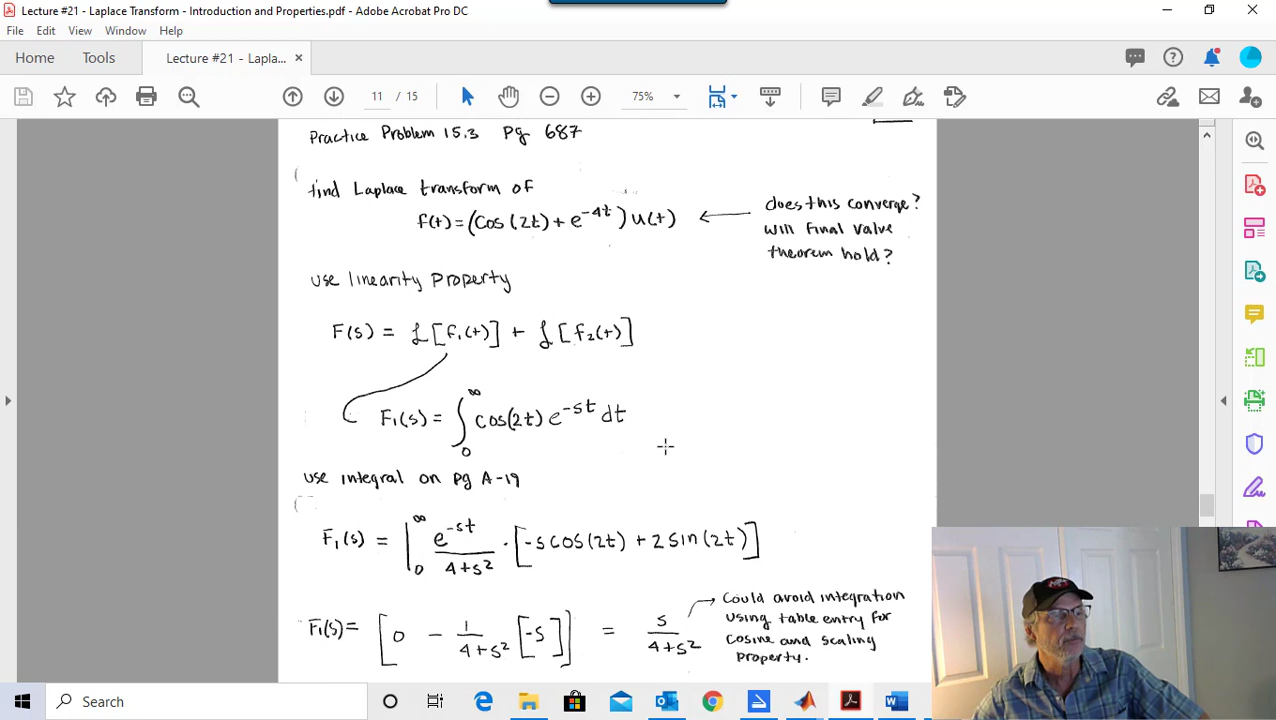 Lecture #21 - Laplace Transform - Introduction and Properties.pdf - Adobe Acrobat Pro DC
File Edit View Window Help
Home Tools Lecture #21 - Lapla... ×
11 / 15 75%
Practice Problem 15.3 Pg 687
find Laplace transform of
f(t) = (cos(2t) + e^{-4t}) u(t)
does this converge?
will final value
theorem hold?
use linearity property
F(s) = ℒ[f₁(t)] + ℒ[f₂(t)]
F₁(s) = ∫₀^∞ cos(2t) e^{-st} dt
use integral on pg A-19
F₁(s) = |₀^∞ e^{-st}/(4+s²) · [-s cos(2t) + 2 sin(2t)]
F₁(s) = [0 - 1/(4+s²) [-s]] = s/(4+s²)
Could avoid integration
using table entry for
cosine and scaling
property.
Search